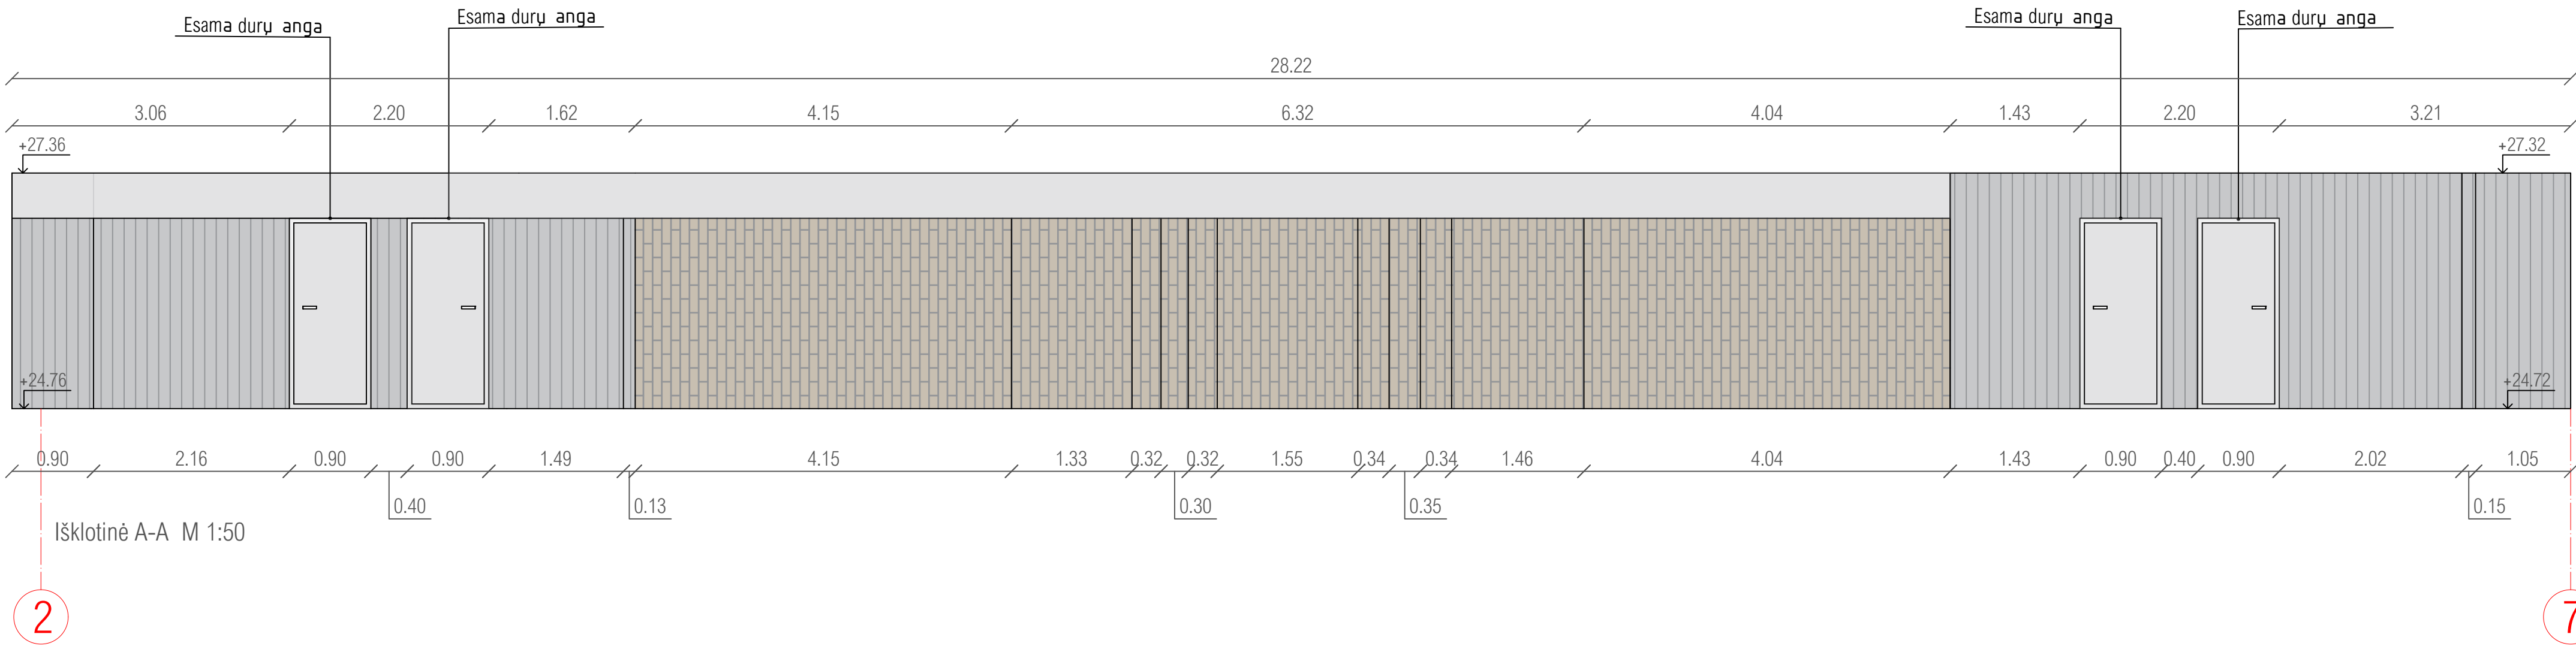 Esama durų anga
Esama durų anga
Esama durų anga
Esama durų anga
28.22
3.06 2.20 1.62 4.15 6.32 4.04 1.43 2.20 3.21
+27.36
+27.32
+24.76
+24.72
0.90 2.16 0.90 0.90 1.49 4.15 1.33 0.32 0.32 1.55 0.34 0.34 1.46 4.04 1.43 0.90 0.40 0.90 2.02 1.05
0.40 0.13 0.30 0.35 0.15
Išklotinė A-A M 1:50
2
7